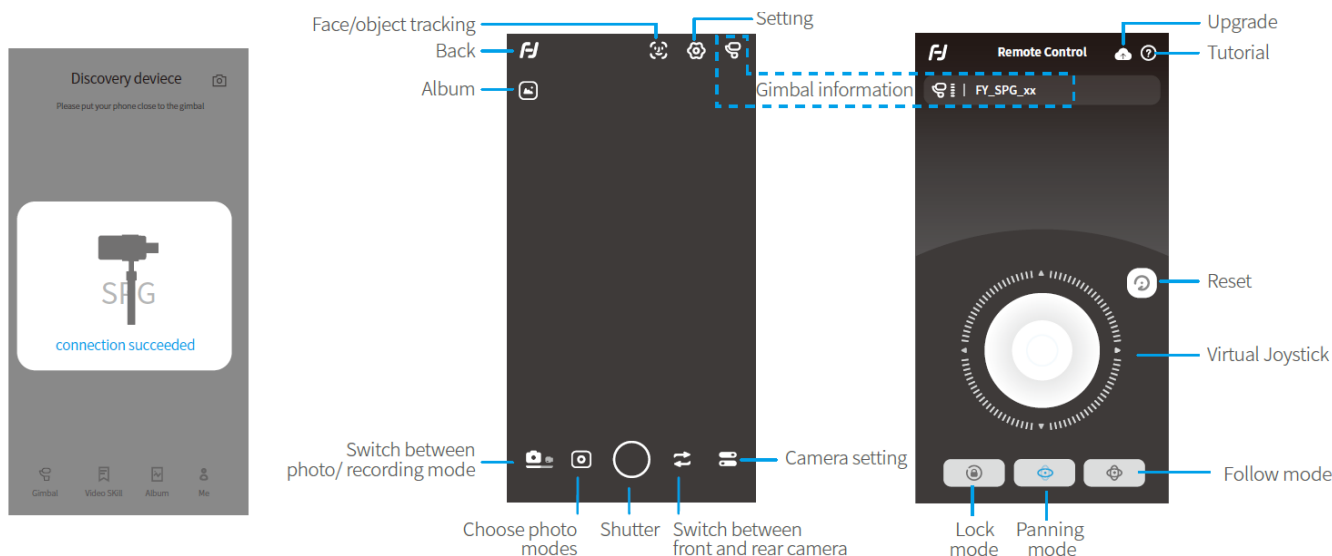 Discovery deviece
Please put your phone close to the gimbal
SPG
connection succeeded
Gimbal
Video SKill
Album
Me
Face/object tracking
Setting
Back
Album
Gimbal information
Switch between
photo/ recording mode
Camera setting
Choose photo
modes
Shutter
Switch between
front and rear camera
Remote Control
FY_SPG_xx
Upgrade
Tutorial
Reset
Virtual Joystick
Follow mode
Lock
mode
Panning
mode